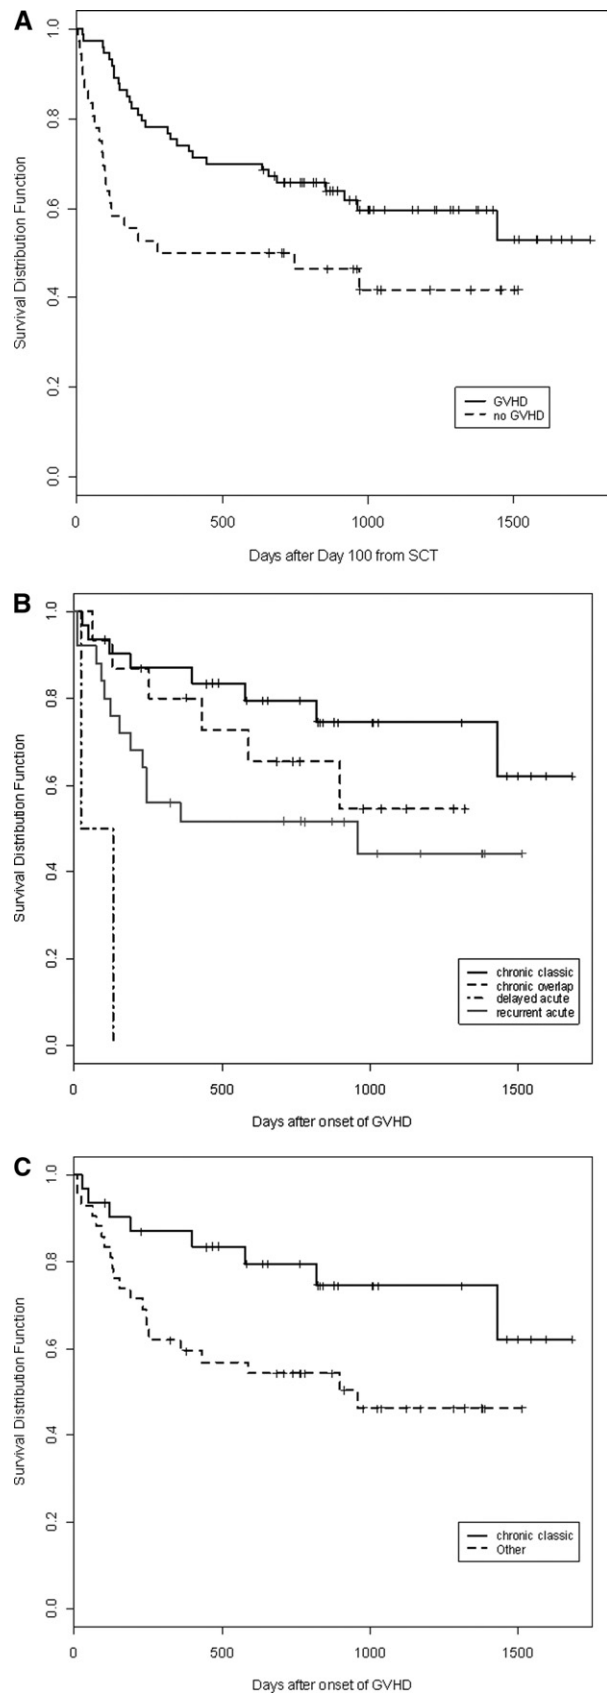 A
Survival Distribution Function
1.0
0.8
0.6
0.4
0.2
0.0
GVHD
no GVHD
0 500 1000 1500
Days after Day 100 from SCT
B
Survival Distribution Function
1.0
0.8
0.6
0.4
0.2
0.0
chronic classic
chronic overlap
delayed acute
recurrent acute
0 500 1000 1500
Days after onset of GVHD
C
Survival Distribution Function
1.0
0.8
0.6
0.4
0.2
0.0
chronic classic
Other
0 500 1000 1500
Days after onset of GVHD